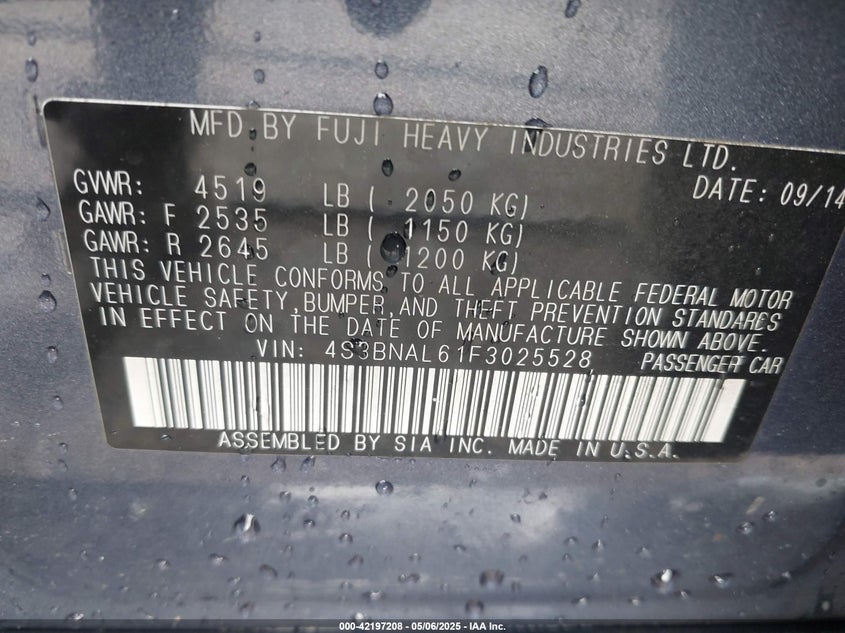 MFD BY FUJI HEAVY INDUSTRIES LTD.
DATE: 09/14
GVWR: 4519 LB ( 2050 KG)
GAWR: F 2535 LB ( 1150 KG)
GAWR: R 2645 LB ( 1200 KG)
THIS VEHICLE CONFORMS TO ALL APPLICABLE FEDERAL MOTOR
VEHICLE SAFETY, BUMPER, AND THEFT PREVENTION STANDARDS
IN EFFECT ON THE DATE OF MANUFACTURE SHOWN ABOVE.
VIN: 4S3BNAL61F3025528 PASSENGER CAR
ASSEMBLED BY SIA INC. MADE IN U.S.A.
000-42197208 - 05/06/2025 - IAA Inc.